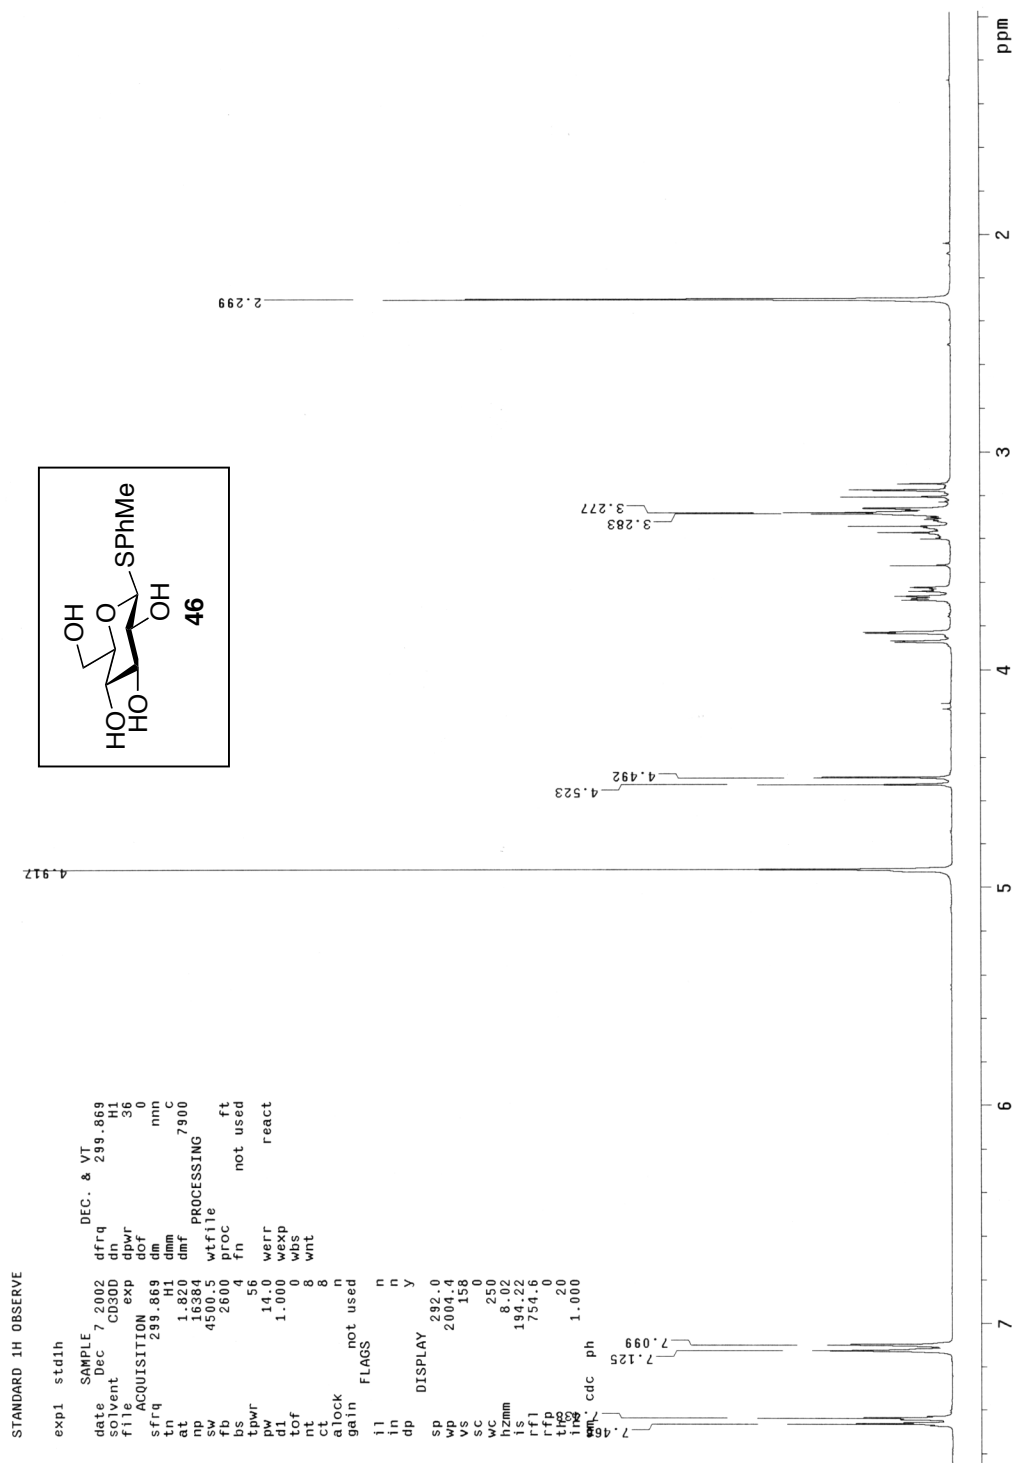 STANDARD 1H OBSERVE
exp1 std1h
SAMPLE DEC. & VT
date Dec 7 2002 dfrq 299.869
solvent CD3OD dn H1
file exp dpwr 36
ACQUISITION dof 0
sfrq 299.869 dm nnn
tn H1 dmm c
at 1.820 dmf 7900
np 16384 PROCESSING
sw 4500.5 wtfile
fb 2600 proc ft
bs 4 fn not used
tpwr 56
pw 14.0 werr react
d1 1.000 wexp
tof 0 wbs
nt 8 wnt
ct 8
alock n
gain not used
FLAGS
il n
in n
dp y
DISPLAY
sp 292.0
wp 2004.4
vs 158
sc 0
wc 250
hzmm 8.02
is 194.22
rfl 754.6
rfp 0
th 20
1.000
cdc ph
OH
HO
O
HO
SPhMe
OH
46
7.438
7.125
7.099
4.917
4.523
4.492
3.283
3.277
2.299
7
6
5
4
3
2
ppm